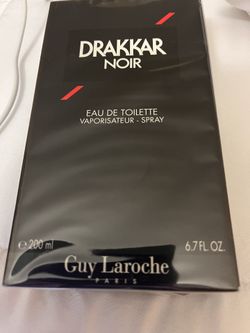 DRAKKAR
NOIR
EAU DE TOILETTE
VAPORISATEUR - SPRAY
℮ 200 ml 6.7 FL. OZ.
Guy Laroche
PARIS